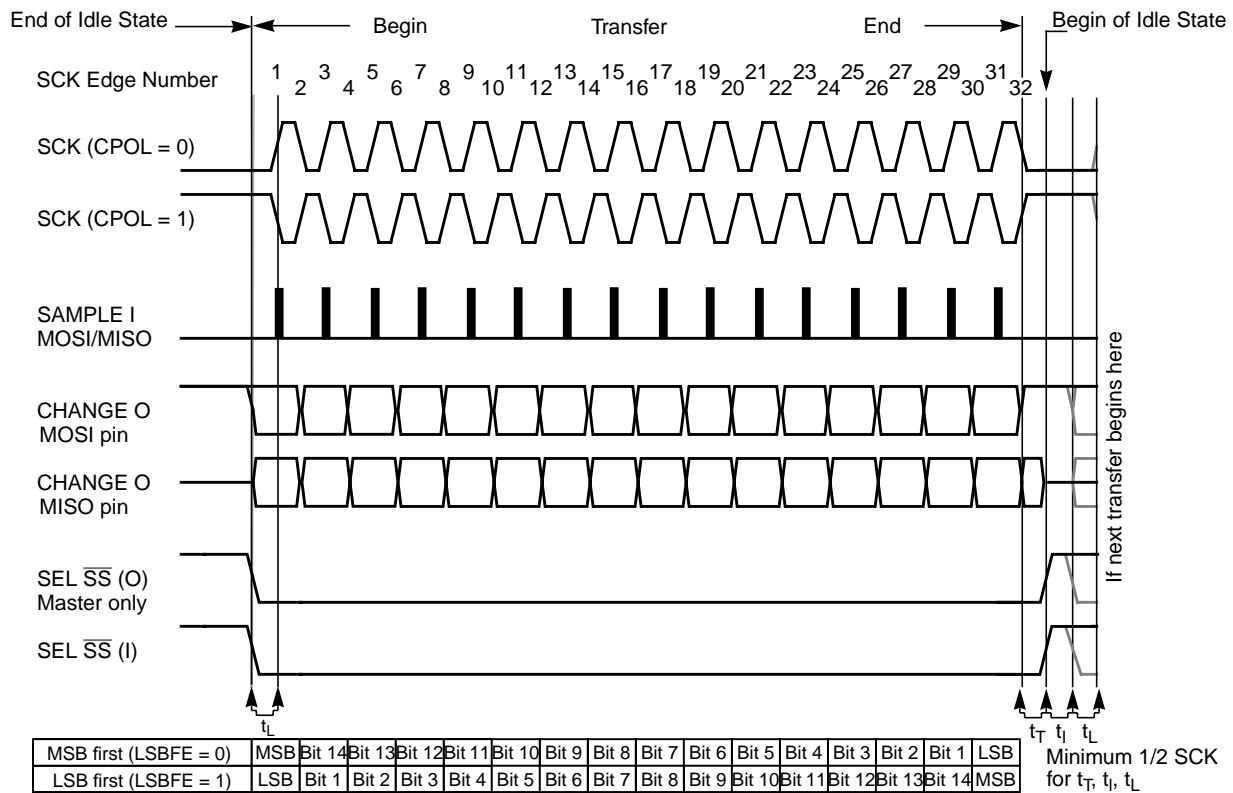 End of Idle State
Begin
Transfer
End
Begin of Idle State
SCK Edge Number
1 2 3 4 5 6 7 8 9 10 11 12 13 14 15 16 17 18 19 20 21 22 23 24 25 26 27 28 29 30 31 32
SCK (CPOL = 0)
SCK (CPOL = 1)
SAMPLE I
MOSI/MISO
CHANGE O
MOSI pin
CHANGE O
MISO pin
SEL SS (O)
Master only
SEL SS (I)
If next transfer begins here
tL
tT tI tL
MSB first (LSBFE = 0) MSB Bit 14 Bit 13 Bit 12 Bit 11 Bit 10 Bit 9 Bit 8 Bit 7 Bit 6 Bit 5 Bit 4 Bit 3 Bit 2 Bit 1 LSB
LSB first (LSBFE = 1) LSB Bit 1 Bit 2 Bit 3 Bit 4 Bit 5 Bit 6 Bit 7 Bit 8 Bit 9 Bit 10 Bit 11 Bit 12 Bit 13 Bit 14 MSB
Minimum 1/2 SCK
for tT, tI, tL